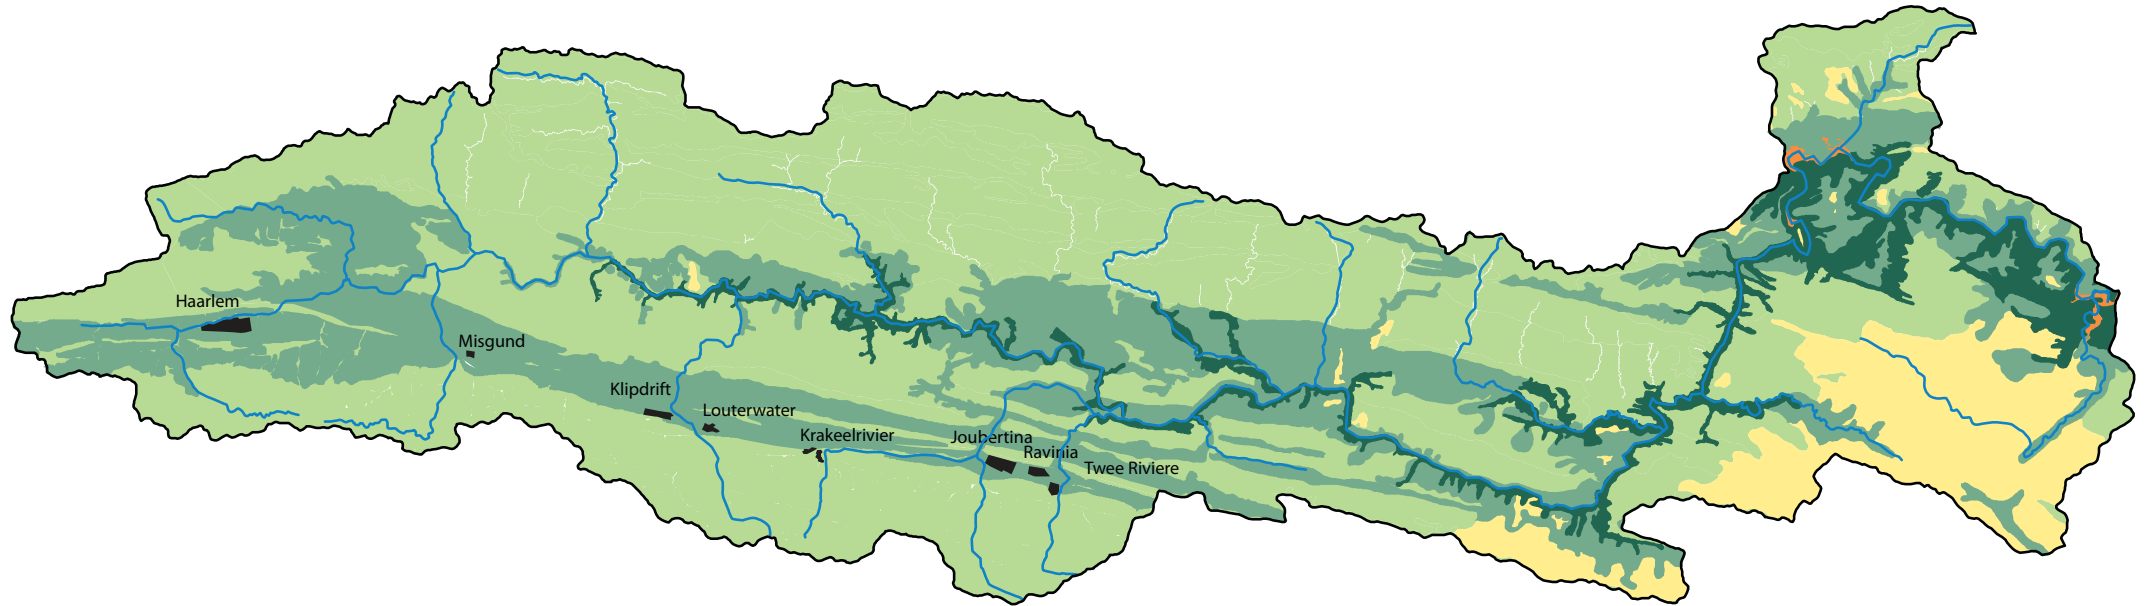 Haarlem
Misgund
Klipdrift
Louterwater
Krakeelrivier
Joubertina
Ravinia
Twee Riviere